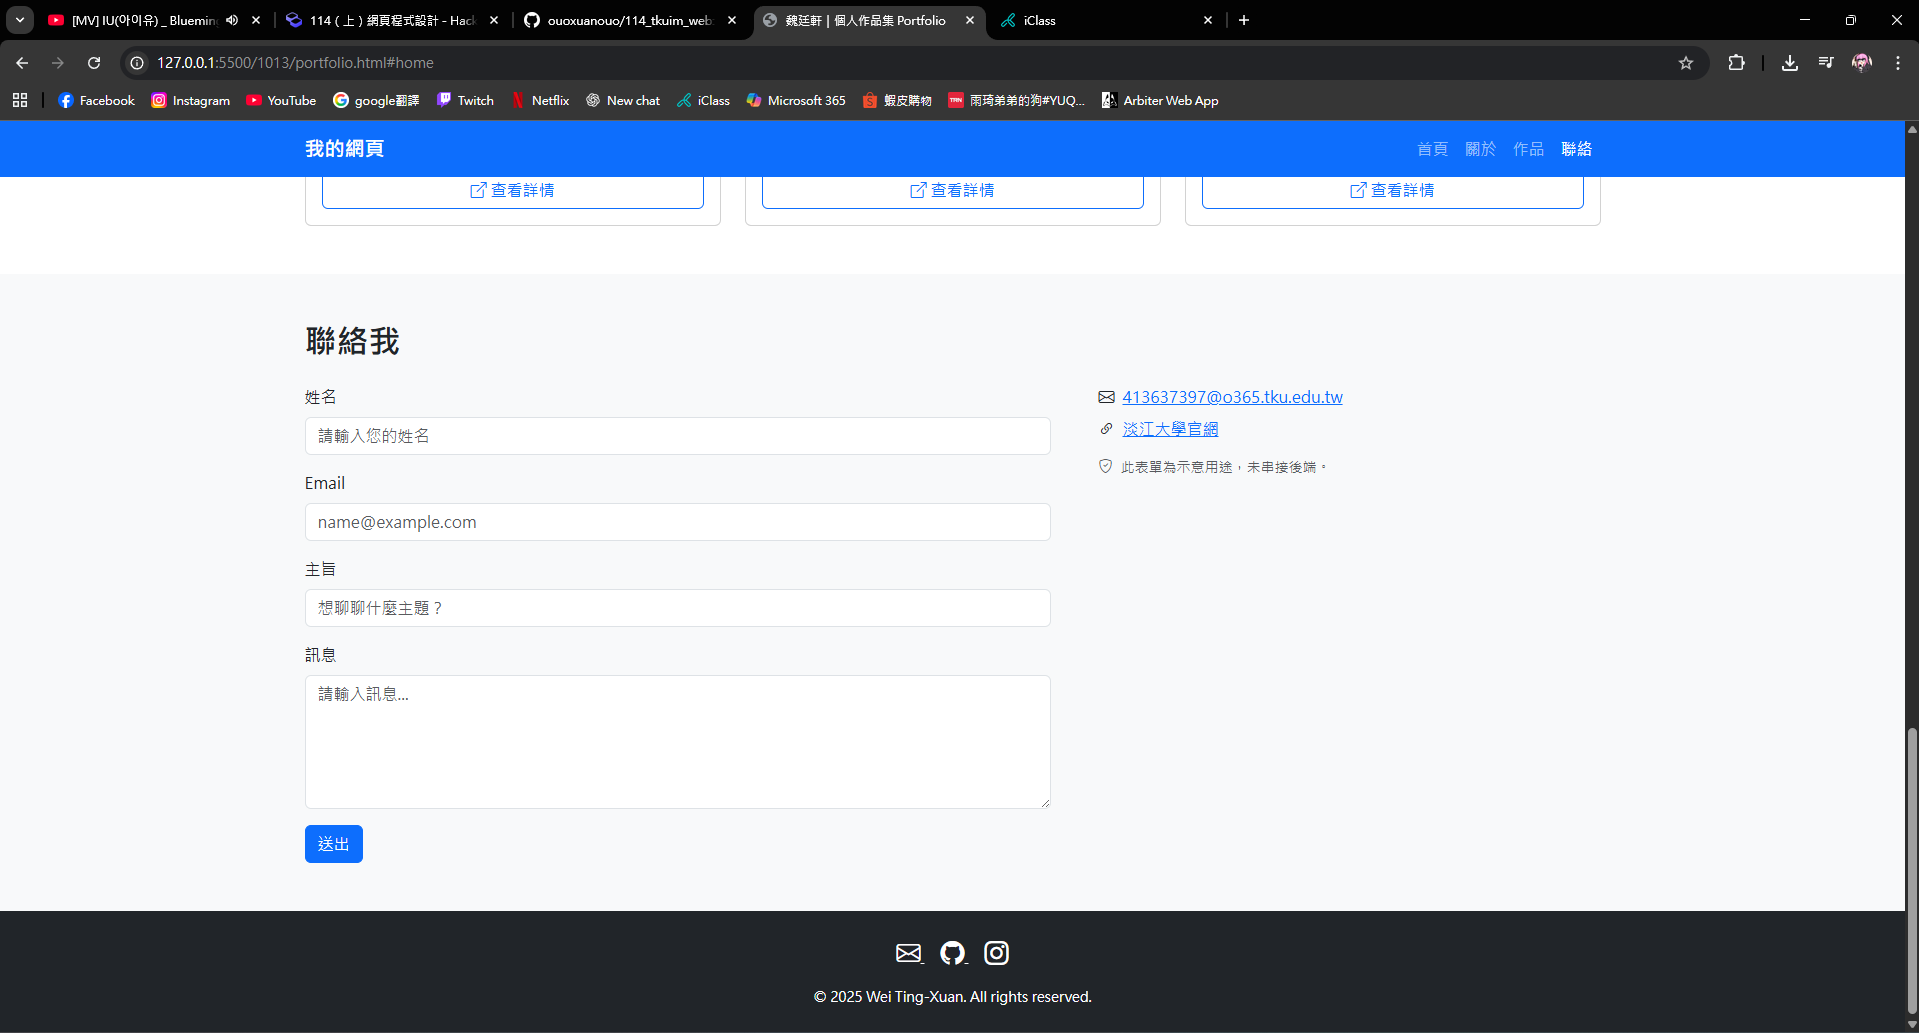 [MV] IU(아이유) _ Blueming
114（上）網頁程式設計 - Hack
ouoxuanouo/114_tkuim_web
魏廷軒｜個人作品集 Portfolio
iClass
127.0.0.1:5500/1013/portfolio.html#home
Facebook
Instagram
YouTube
google翻譯
Twitch
Netflix
New chat
iClass
Microsoft 365
蝦皮購物
TRN
雨琦弟弟的狗#YUQ...
Arbiter Web App
我的網頁
首頁
關於
作品
聯絡
查看詳情
查看詳情
查看詳情
聯絡我
姓名
請輸入您的姓名
Email
name@example.com
主旨
想聊聊什麼主題？
訊息
請輸入訊息...
送出
413637397@o365.tku.edu.tw
淡江大學官網
此表單為示意用途，未串接後端。
© 2025 Wei Ting-Xuan. All rights reserved.